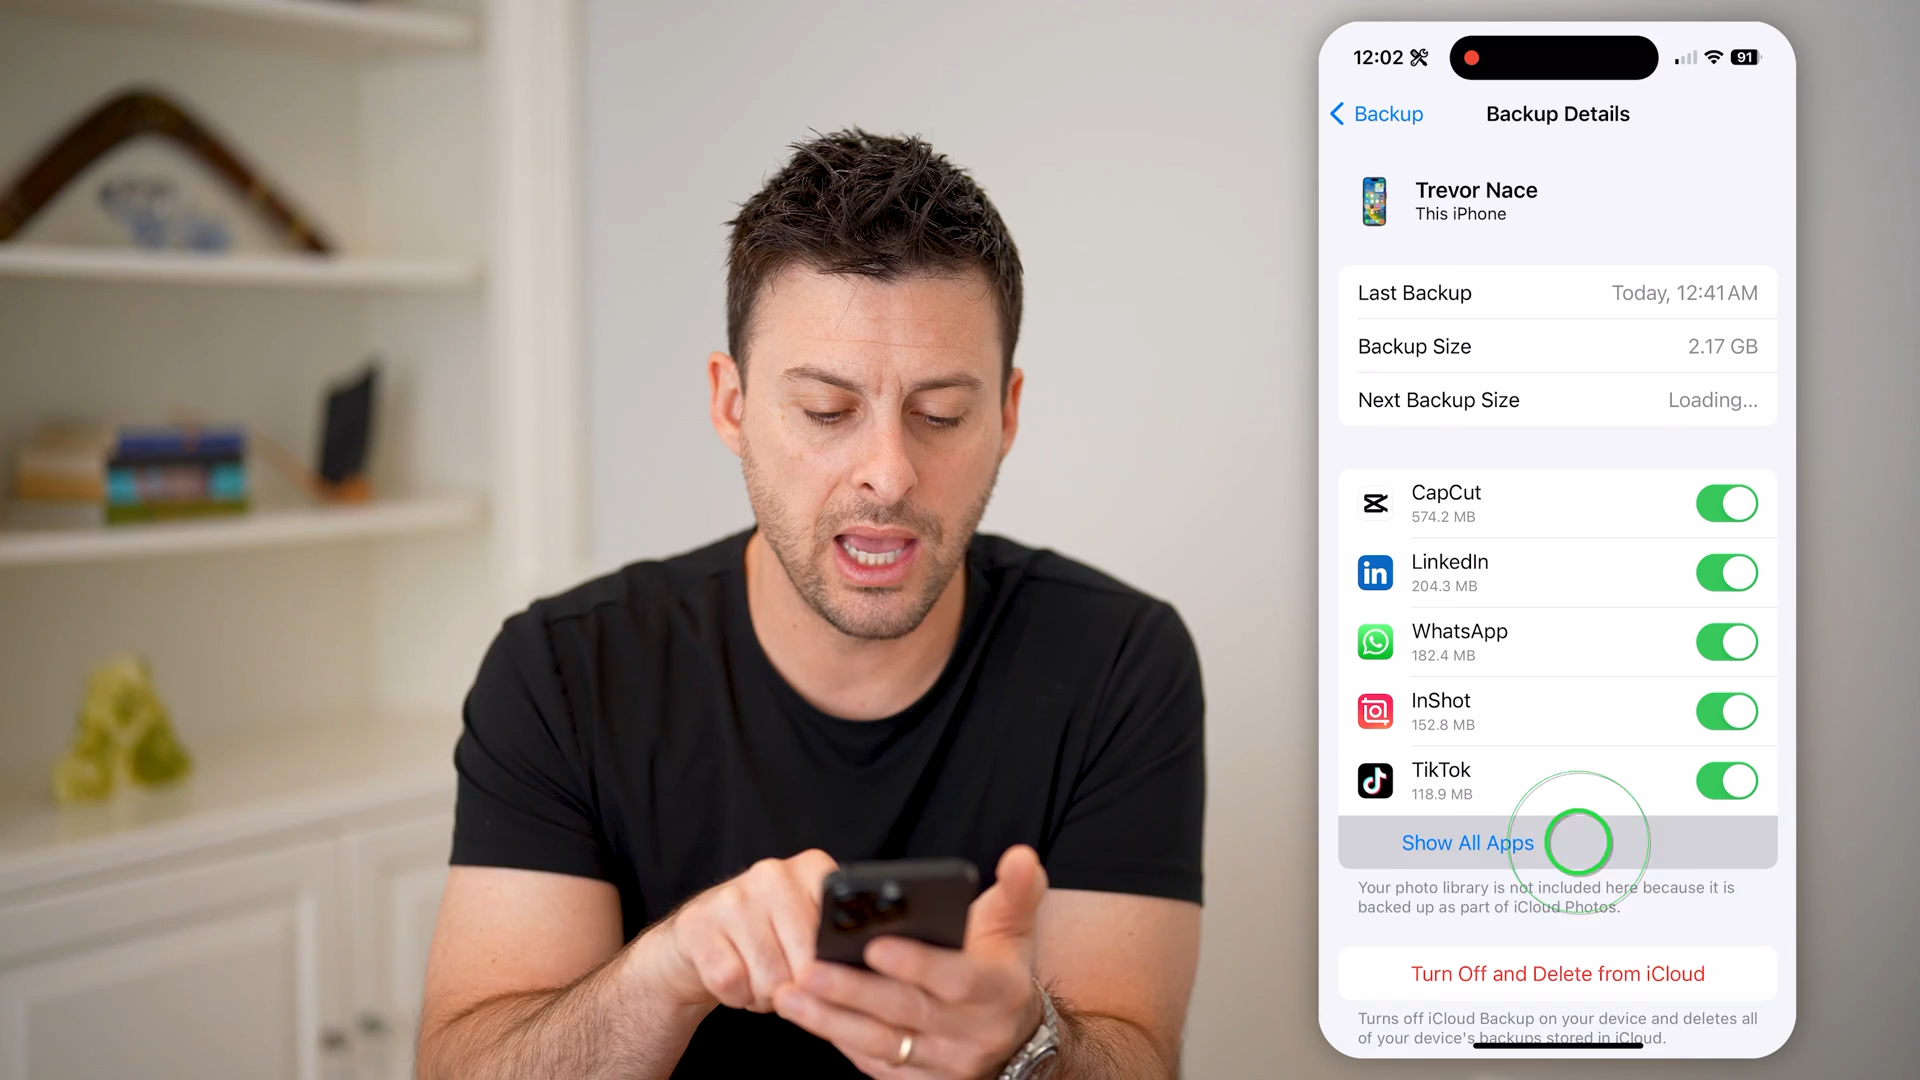 12:02
91
Backup
Backup Details
Trevor Nace
This iPhone
Last Backup
Today, 12:41 AM
Backup Size
2.17 GB
Next Backup Size
Loading...
CapCut
574.2 MB
LinkedIn
204.3 MB
in
WhatsApp
182.4 MB
InShot
152.8 MB
TikTok
118.9 MB
Show All Apps
Your photo library is not included here because it is
backed up as part of iCloud Photos.
Turn Off and Delete from iCloud
Turns off iCloud Backup on your device and deletes all
of your device's backups stored in iCloud.